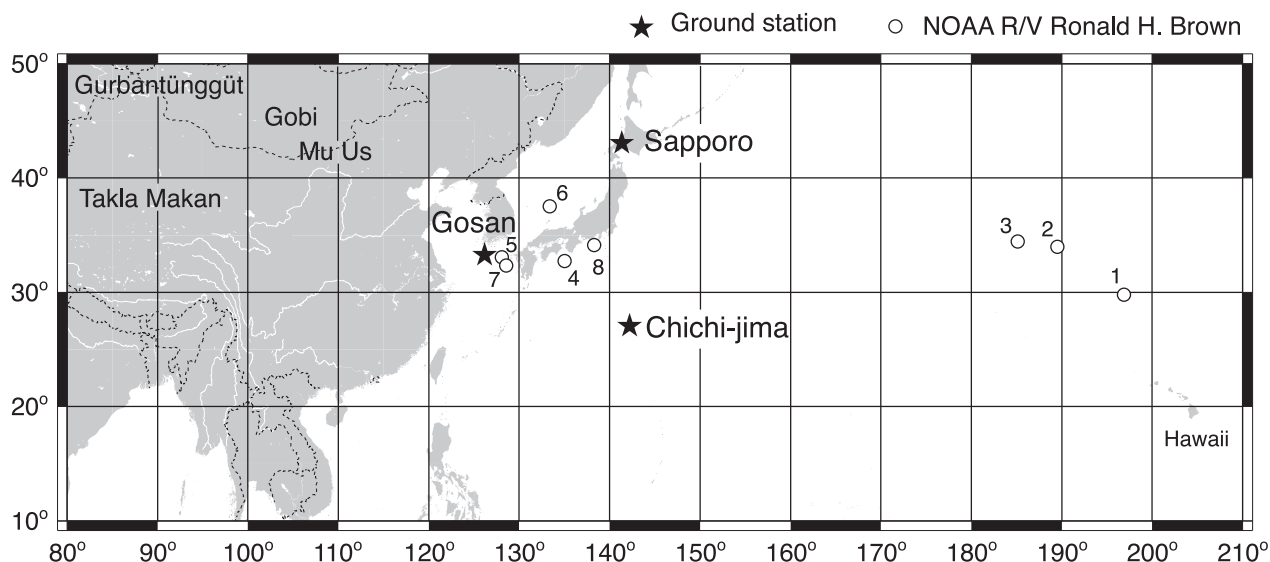 ★ Ground station ○ NOAA R/V Ronald H. Brown
50°
Gurbantünggüt
Gobi
Mu Us
Sapporo
40°
Takla Makan
6
Gosan
5
3
2
7
4
8
1
30°
Chichi-jima
20°
Hawaii
10°
80° 90° 100° 110° 120° 130° 140° 150° 160° 170° 180° 190° 200° 210°